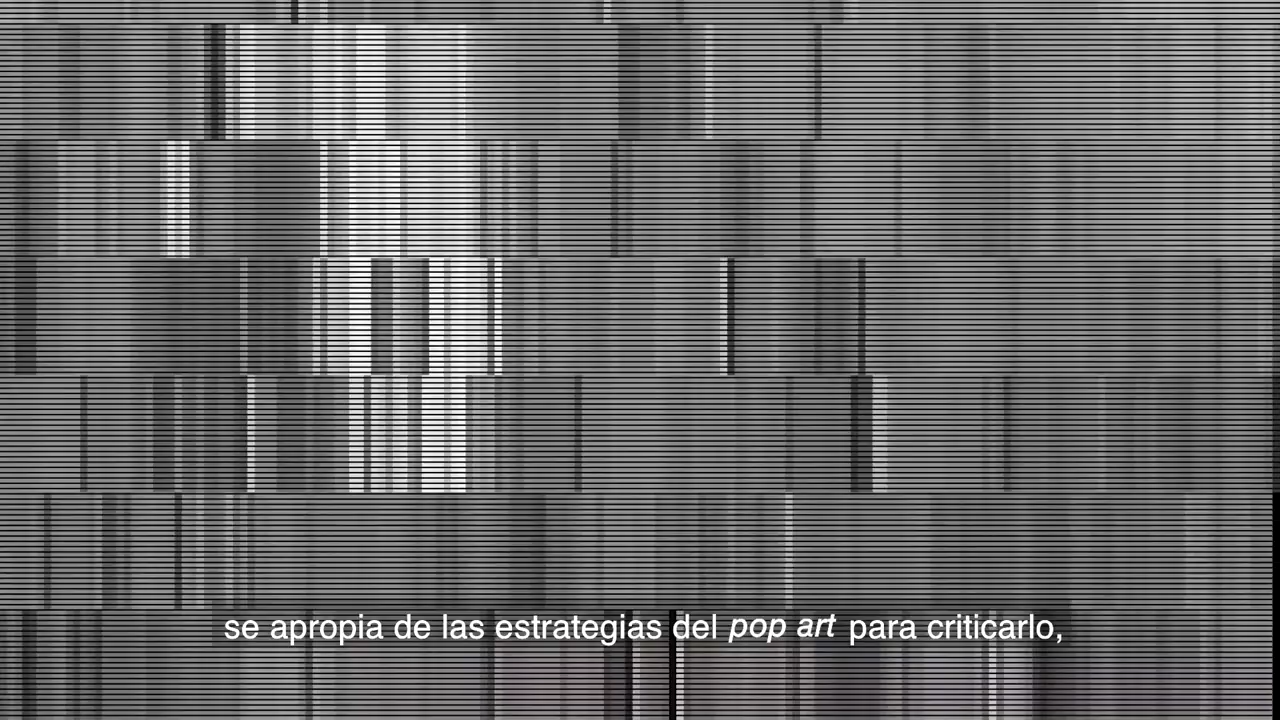 se apropia de las estrategias del pop art para criticarlo,